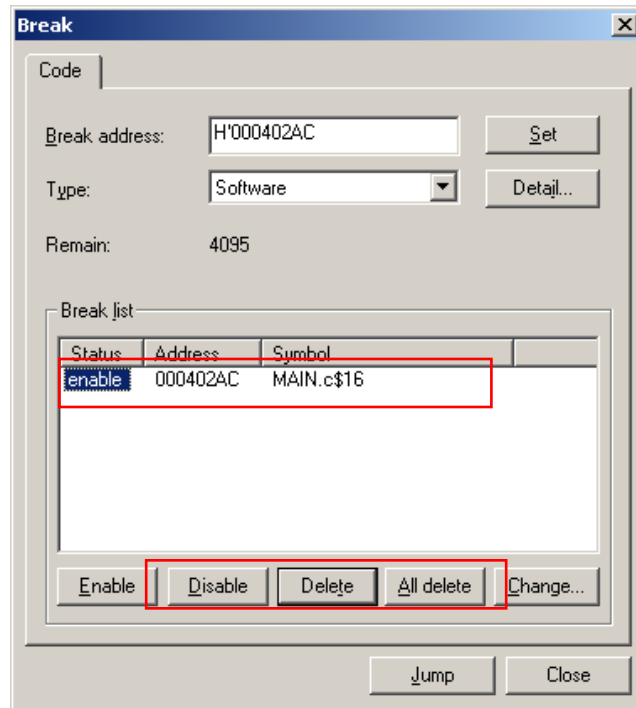 Break
Code
Break address: H'000402AC Set
Type: Software Detail...
Remain: 4095
Break list
Status Address Symbol
enable 000402AC MAIN.c$16
Enable Disable Delete All delete Change...
Jump Close